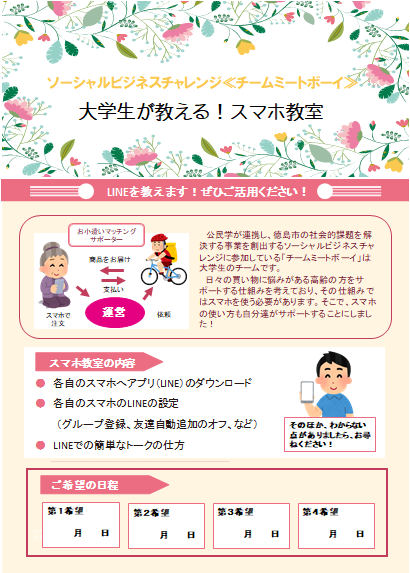 ソーシャルビジネスチャレンジ≪チームミートボーイ≫
大学生が教える！スマホ教室
LINEを教えます！ぜひご活用ください！
お小遣いマッチング
サポーター
商品をお届け
支払い
スマホで
注文
運営
依頼
公民学が連携し、徳島市の社会的課題を解
決する事業を創出するソーシャルビジネスチャ
レンジに参加している「チームミートボーイ」は
大学生のチームです。
日々の買い物に悩みがある高齢の方をサ
ポートする仕組みを考えており、その仕組みで
はスマホを使う必要があります。そこで、スマホ
の使い方も自分達がサポートすることにしまし
た！
スマホ教室の内容
● 各自のスマホへアプリ（LINE）のダウンロード
● 各自のスマホのLINEの設定
（グループ登録、友達自動追加のオフ、など）
● LINEでの簡単なトークの仕方
そのほか、わからない
点がありましたら、お尋
ねください！
ご希望の日程
第１希望
月 日
第２希望
月 日
第３希望
月 日
第４希望
月 日